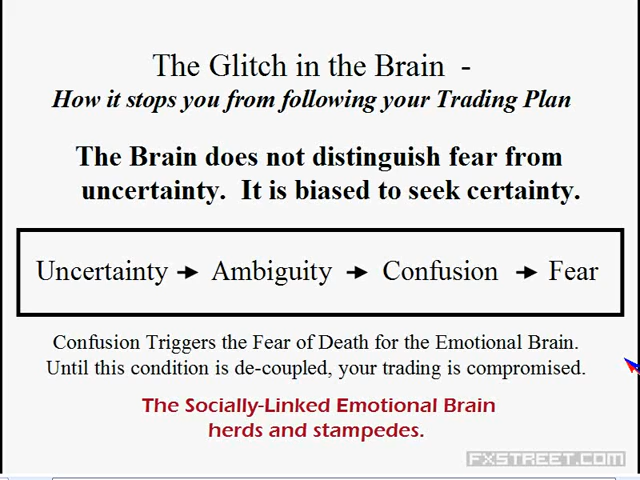 The Glitch in the Brain -
How it stops you from following your Trading Plan
The Brain does not distinguish fear from
uncertainty. It is biased to seek certainty.
Uncertainty → Ambiguity → Confusion → Fear
Confusion Triggers the Fear of Death for the Emotional Brain.
Until this condition is de-coupled, your trading is compromised.
The Socially-Linked Emotional Brain
herds and stampedes.
FXSTREET.COM